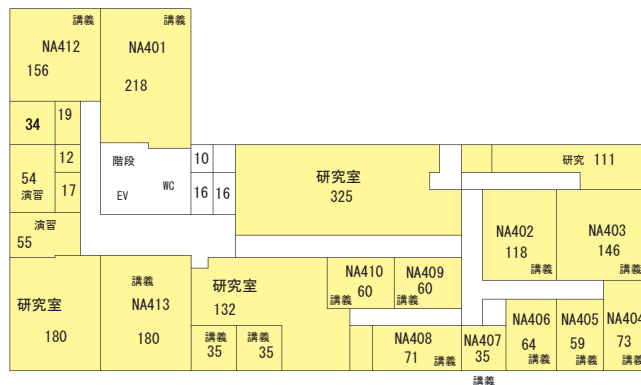 講義
NA412
156
講義
NA401
218
34
19
12
54
演習
17
演習
55
階段
EV
WC
10
16
16
研究室
325
研究 111
NA402
118
講義
NA403
146
講義
研究室
180
講義
NA413
180
研究室
132
講義
35
講義
35
NA410
60
講義
NA409
60
講義
NA408
71
講義
NA407
35
講義
NA406
64
講義
NA405
59
講義
NA404
73
講義